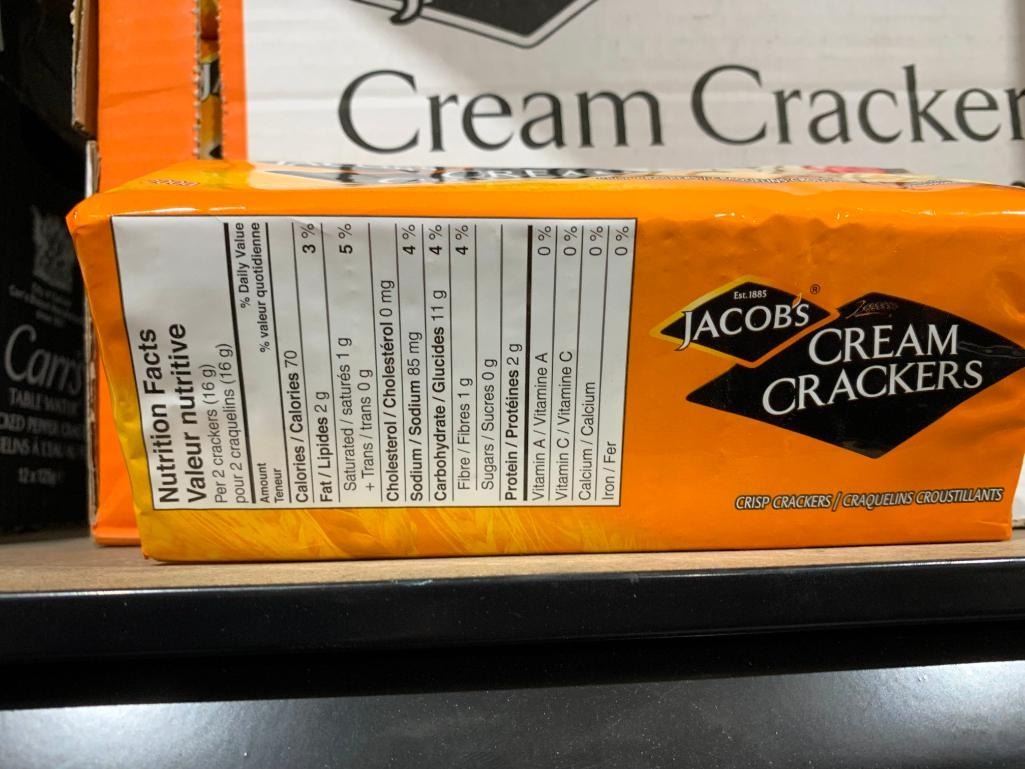 Cream Cracker
Nutrition Facts
Valeur nutritive
Per 2 crackers (16 g)
pour 2 craquelins (16 g)
Amount % Daily Value
Teneur % valeur quotidienne
Calories / Calories 70
Fat / Lipides 2 g 3 %
Saturated / saturés 1 g 5 %
+ Trans / trans 0 g
Cholesterol / Cholestérol 0 mg
Sodium / Sodium 85 mg 4 %
Carbohydrate / Glucides 11 g 4 %
Fibre / Fibres 1 g 4 %
Sugars / Sucres 0 g
Protein / Protéines 2 g
Vitamin A / Vitamine A 0 %
Vitamin C / Vitamine C 0 %
Calcium / Calcium 0 %
Iron / Fer 0 %
Est. 1885
JACOB'S ®
CREAM
CRACKERS
CRISP CRACKERS / CRAQUELINS CROUSTILLANTS
Carr's
TABLE WATER